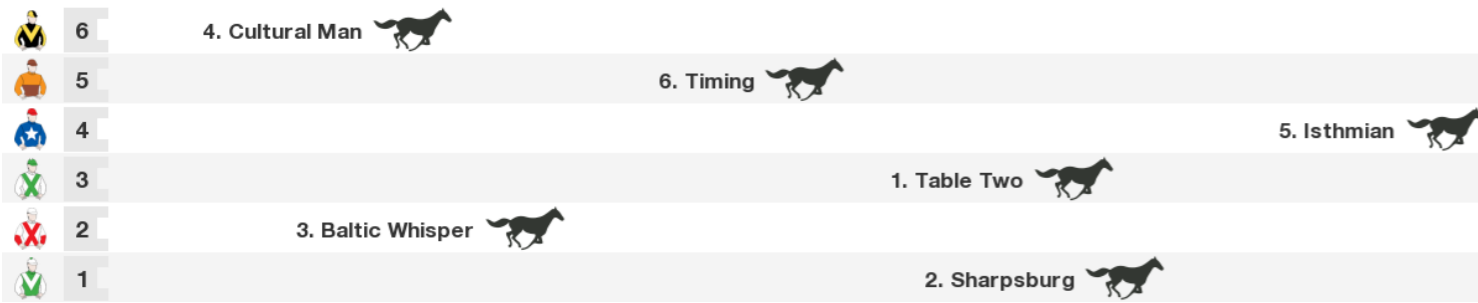 6 4. Cultural Man
5 6. Timing
4 5. Isthmian
3 1. Table Two
2 3. Baltic Whisper
1 2. Sharpsburg